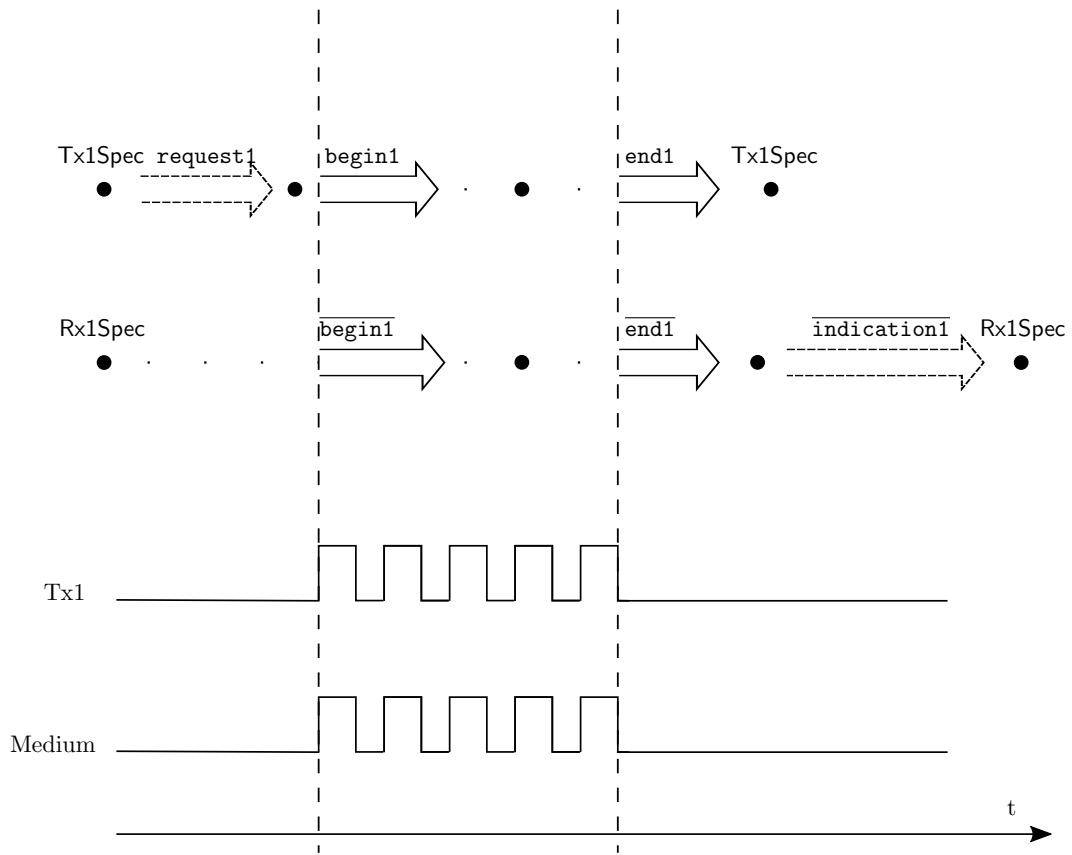 Tx1Spec request1 begin1 end1 Tx1Spec
Rx1Spec begin1 end1 indication1 Rx1Spec
Tx1
Medium
t